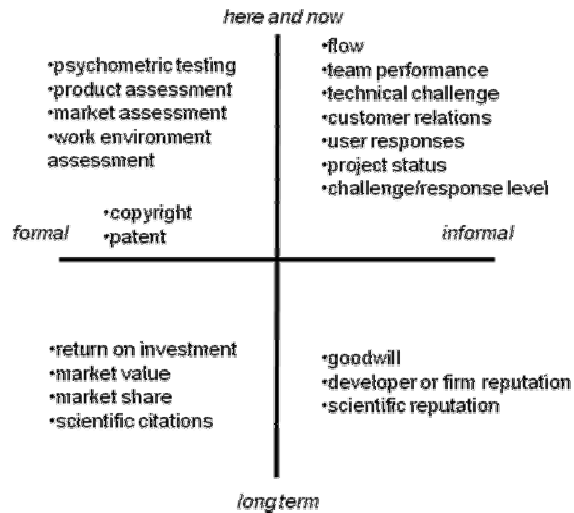 here and now
•psychometric testing
•product assessment
•market assessment
•work environment
assessment
•flow
•team performance
•technical challenge
•customer relations
•user responses
•project status
•challenge/response level
•copyright
•patent
formal
informal
•return on investment
•market value
•market share
•scientific citations
•goodwill
•developer or firm reputation
•scientific reputation
long term